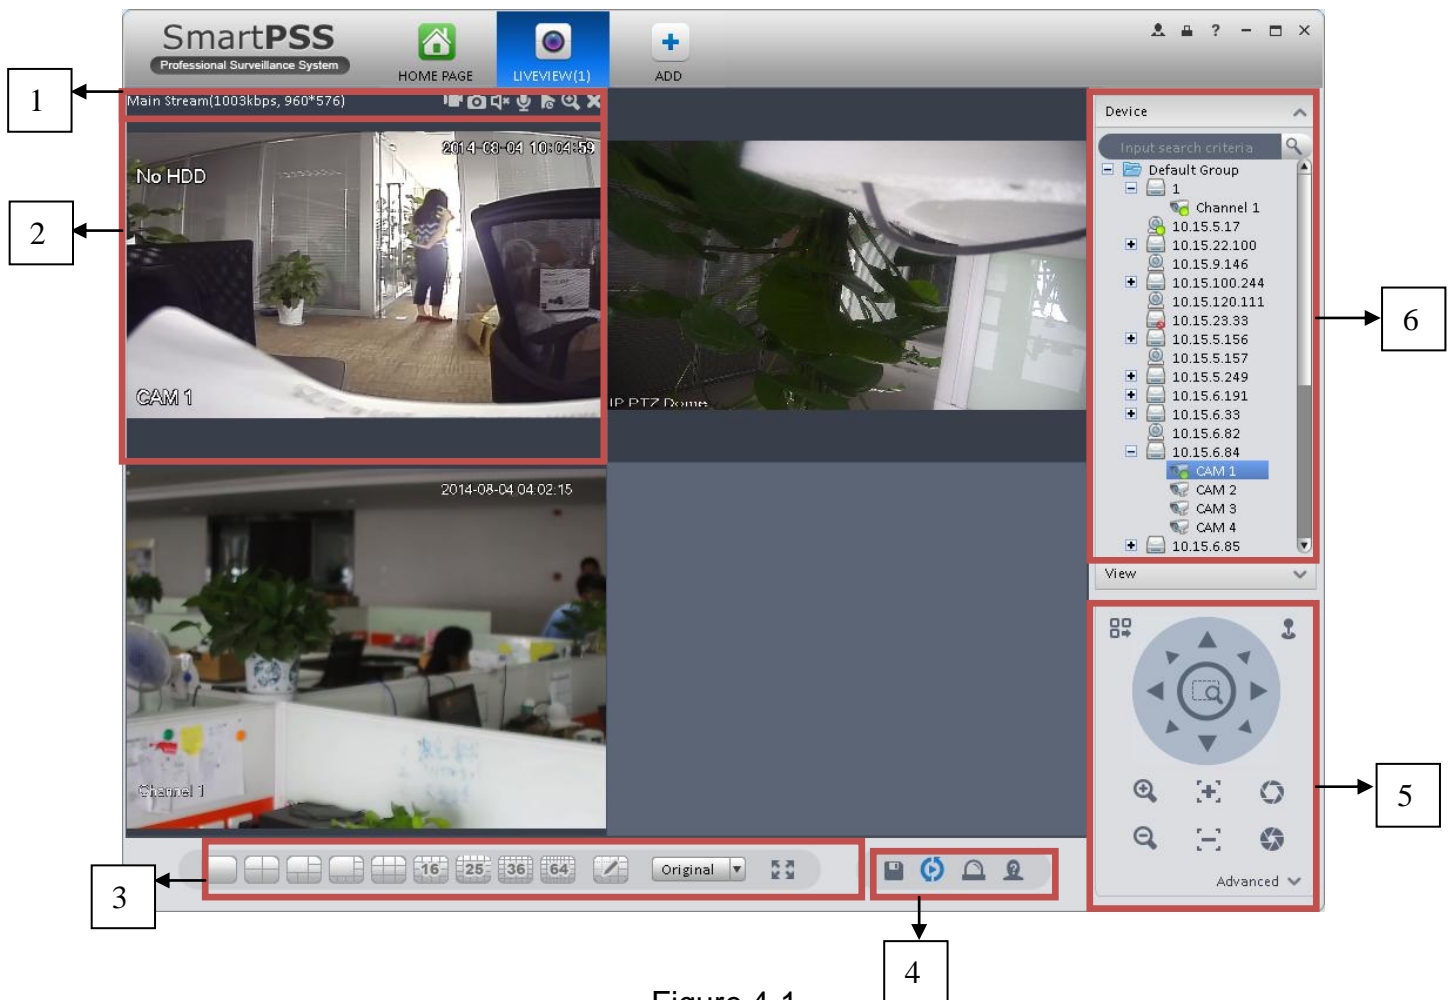 SmartPSS
Professional Surveillance System
HOME PAGE
LIVEVIEW(1)
ADD
?
1
Main Stream(1003kbps, 960*576)
2014-08-04 10:04:59
No HDD
CAM 1
2
IP PTZ Dome
2014-08-04 04:02:15
Channel 1
Device
Input search criteria
Default Group
1
Channel 1
10.15.5.17
10.15.22.100
10.15.9.146
10.15.100.244
10.15.120.111
10.15.23.33
10.15.5.156
10.15.5.157
10.15.5.249
10.15.6.191
10.15.6.33
10.15.6.82
10.15.6.84
CAM 1
CAM 2
CAM 3
CAM 4
10.15.6.85
6
View
5
Advanced
3
16
25
36
64
Original
4
Figure 4-1